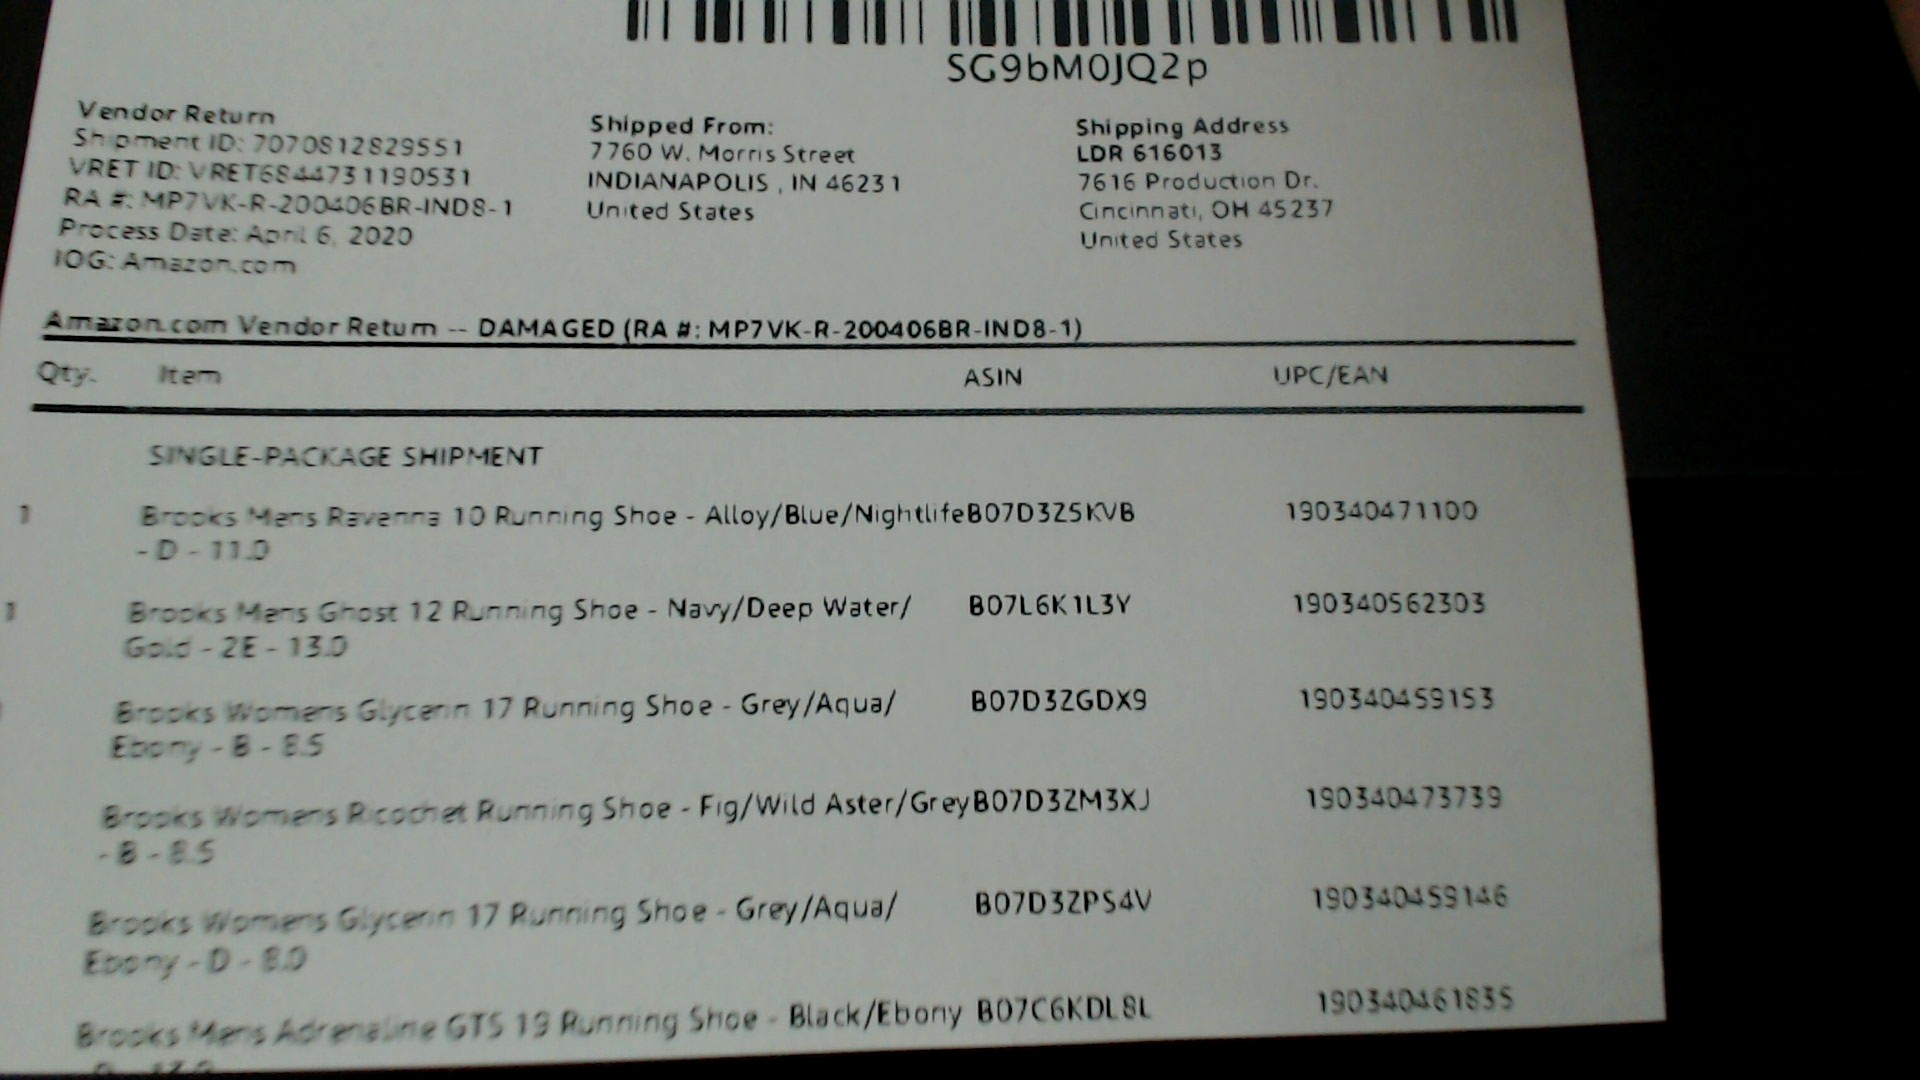 SG9bM0JQ2p
Vendor Return
Shipment ID: 7070812829551
VRET ID: VRET6844731190531
RA #: MP7VK-R-200406BR-IND8-1
Process Date: April 6, 2020
IOG: Amazon.com
Shipped From:
7760 W. Morris Street
INDIANAPOLIS , IN 46231
United States
Shipping Address
LDR 616013
7616 Production Dr.
Cincinnati, OH 45237
United States
Amazon.com Vendor Return -- DAMAGED (RA #: MP7VK-R-200406BR-IND8-1)
Qty. Item ASIN UPC/EAN
SINGLE-PACKAGE SHIPMENT
1 Brooks Mens Ravenna 10 Running Shoe - Alloy/Blue/Nightlife B07D3Z5KVB 190340471100
- D - 11.0
1 Brooks Mens Ghost 12 Running Shoe - Navy/Deep Water/ B07L6K1L3Y 190340562303
Gold - 2E - 13.0
Brooks Womens Glycerin 17 Running Shoe - Grey/Aqua/ B07D3ZGDX9 190340459153
Ebony - B - 8.5
Brooks Womens Ricochet Running Shoe - Fig/Wild Aster/Grey B07D3ZM3XJ 190340473739
- B - 8.5
Brooks Womens Glycerin 17 Running Shoe - Grey/Aqua/ B07D3ZPS4V 190340459146
Ebony - D - 8.0
Brooks Mens Adrenaline GTS 19 Running Shoe - Black/Ebony B07C6KDL8L 190340461835